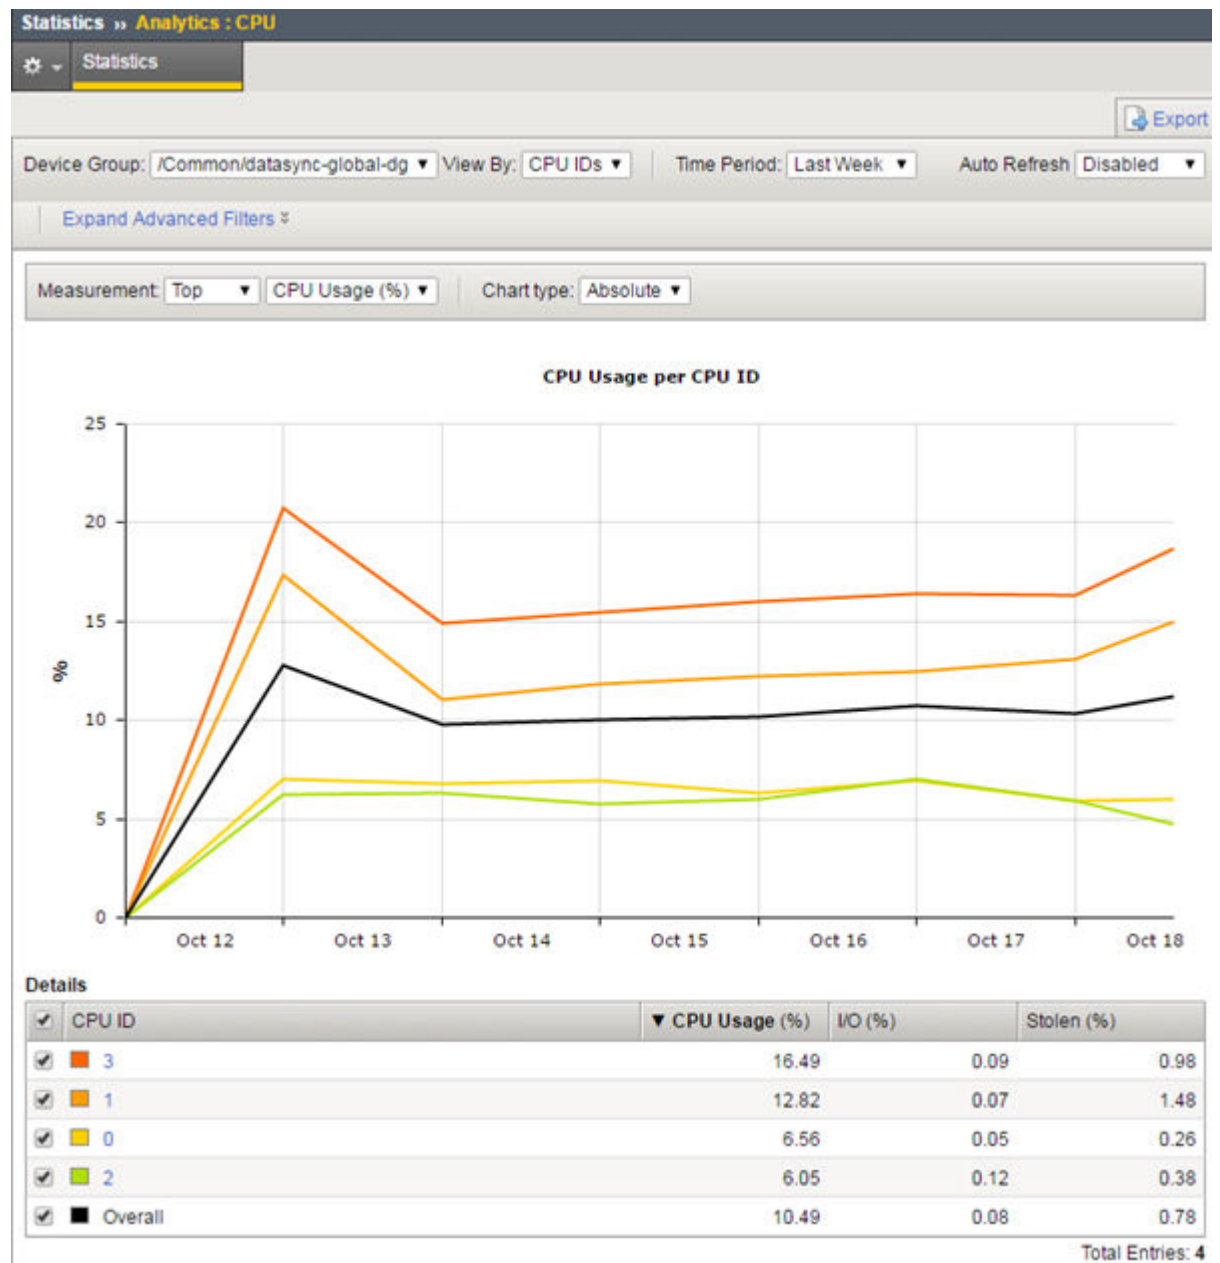 Statistics ›› Analytics : CPU
Statistics
Export
Device Group: /Common/datasync-global-dg ▼ View By: CPU IDs ▼ Time Period: Last Week ▼ Auto Refresh Disabled ▼
Expand Advanced Filters
Measurement: Top ▼ CPU Usage (%) ▼ Chart type: Absolute ▼
CPU Usage per CPU ID
25
20
15
%
10
5
0
Oct 12 Oct 13 Oct 14 Oct 15 Oct 16 Oct 17 Oct 18
Details
CPU ID ▼ CPU Usage (%) I/O (%) Stolen (%)
3 16.49 0.09 0.98
1 12.82 0.07 1.48
0 6.56 0.05 0.26
2 6.05 0.12 0.38
Overall 10.49 0.08 0.78
Total Entries: 4